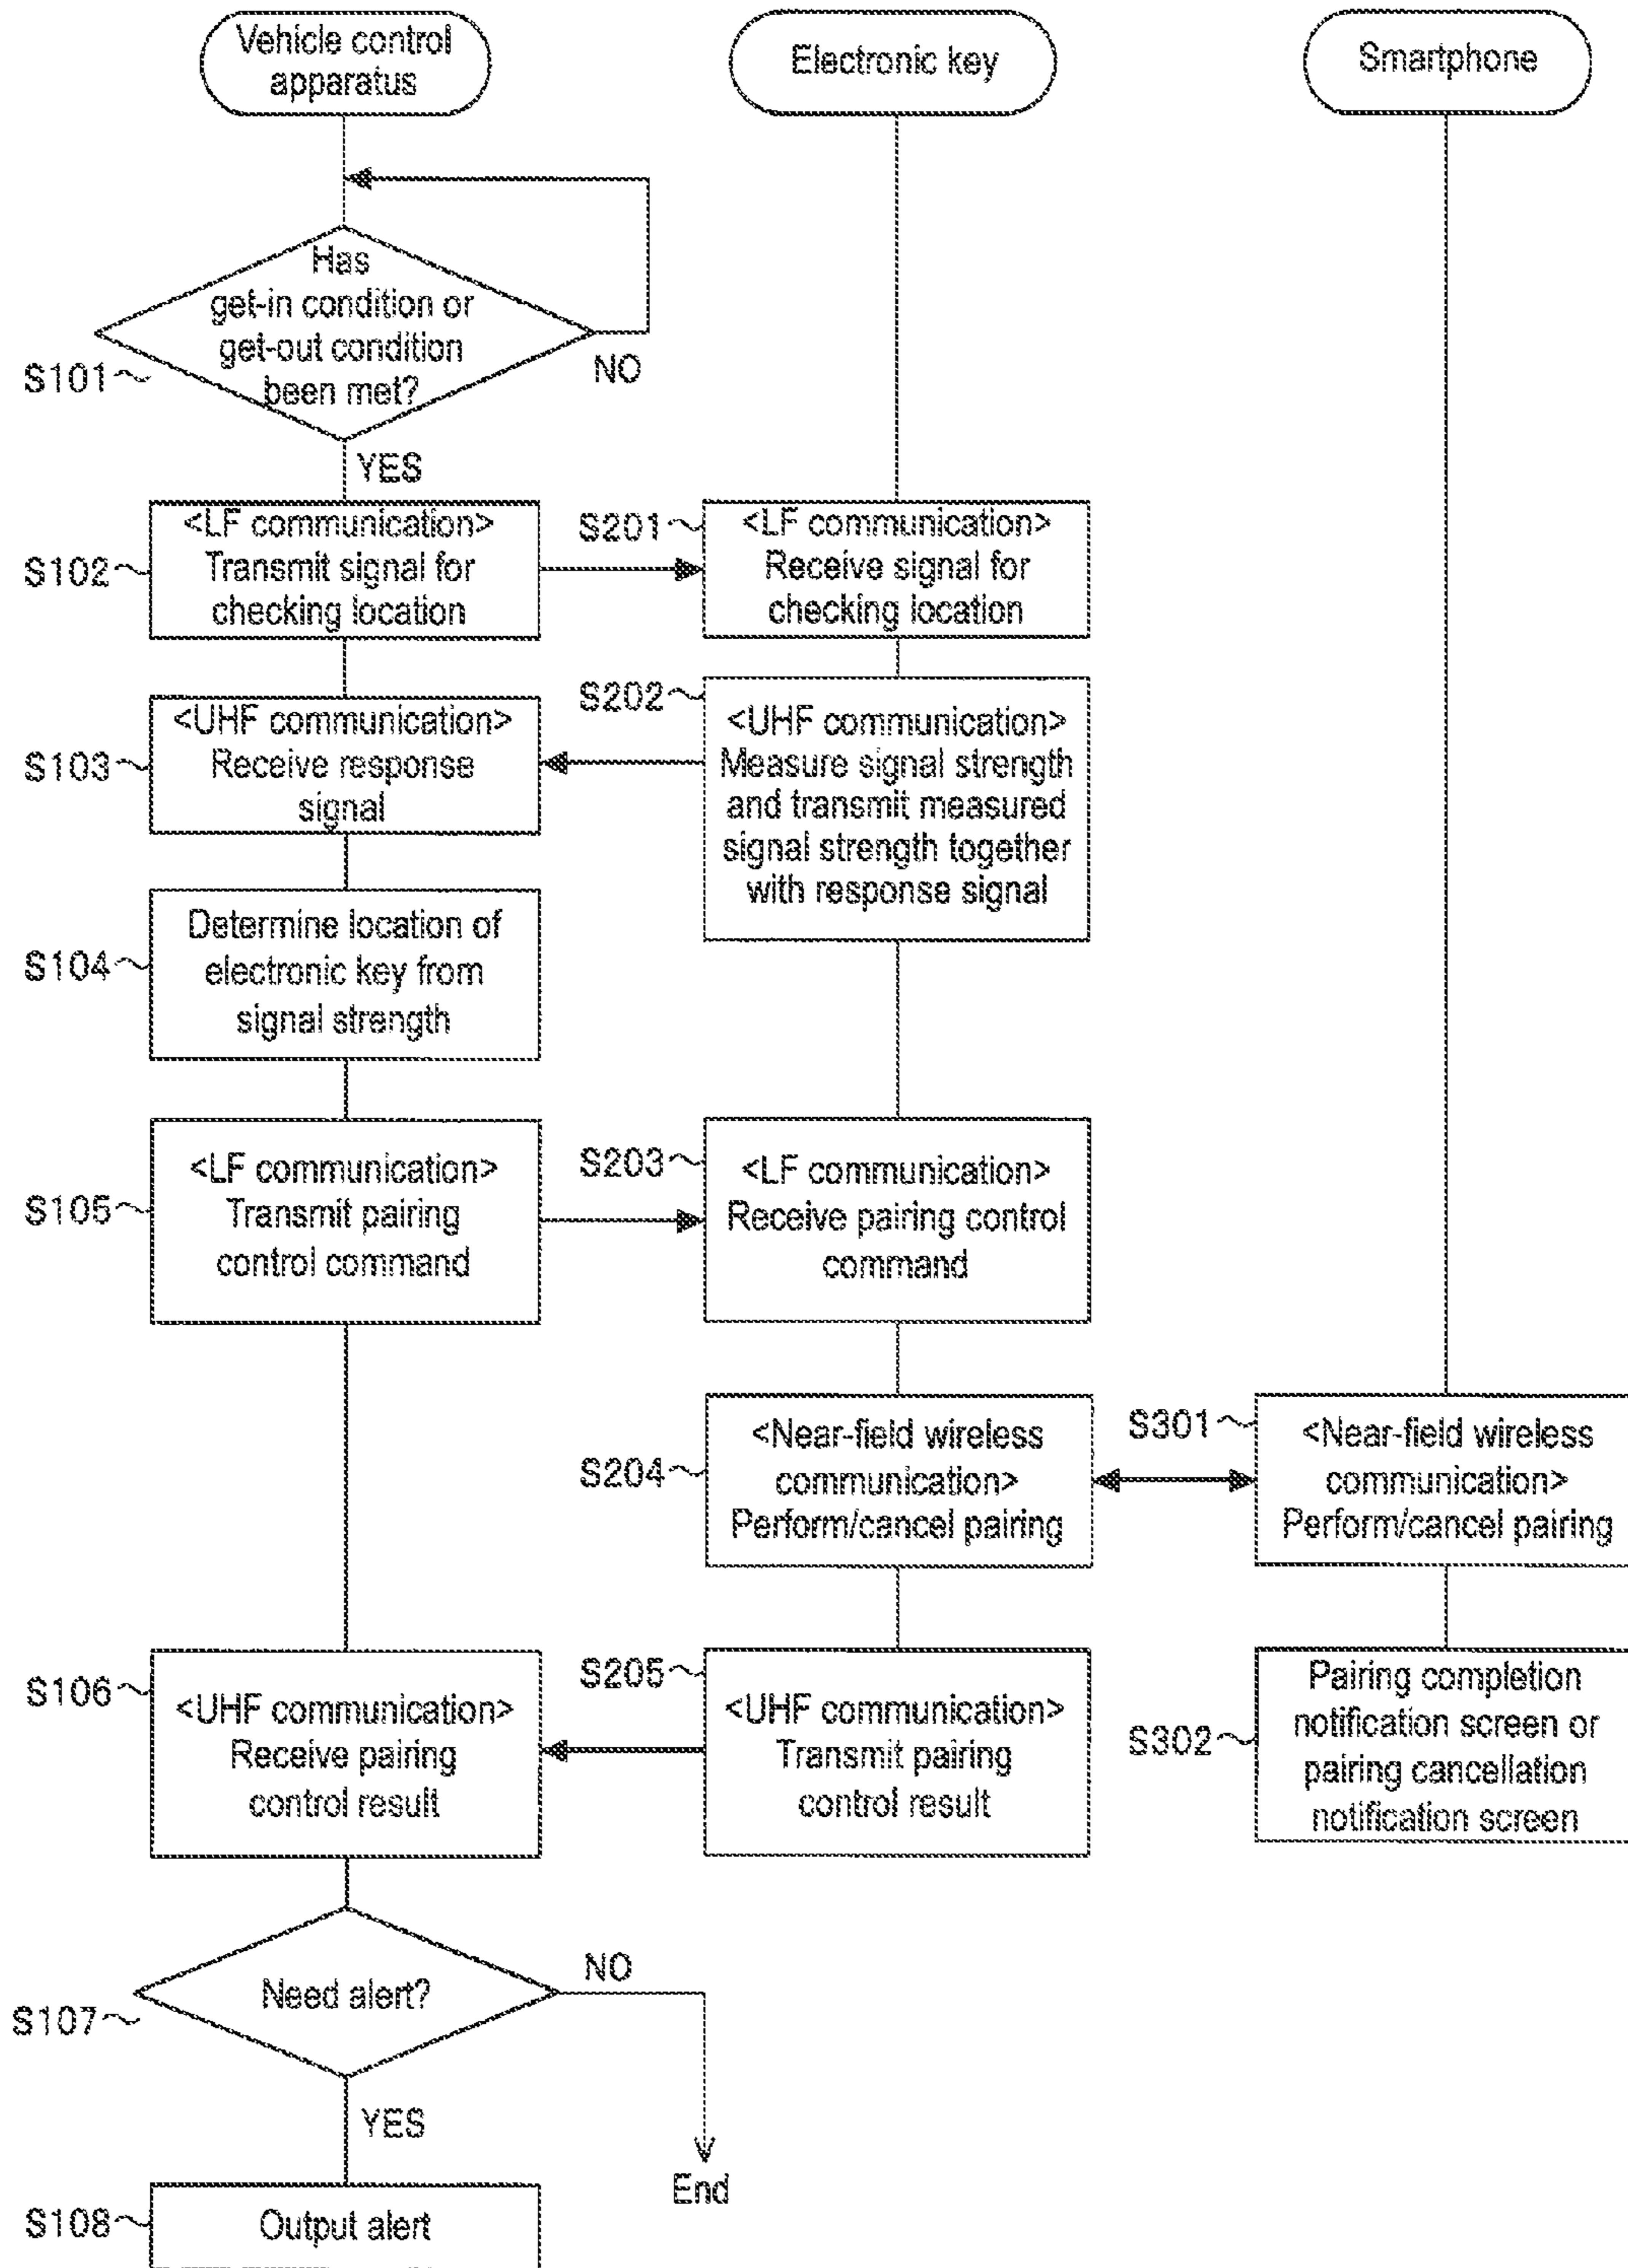 Vehicle control
apparatus
Electronic key
Smartphone
Has
get-in condition or
get-out condition
been met?
S101
NO
YES
<LF communication>
Transmit signal for
checking location
S102
S201
<LF communication>
Receive signal for
checking location
<UHF communication>
Receive response
signal
S103
S202
<UHF communication>
Measure signal strength
and transmit measured
signal strength together
with response signal
Determine location of
electronic key from
signal strength
S104
<LF communication>
Transmit pairing
control command
S105
S203
<LF communication>
Receive pairing control
command
<Near-field wireless
communication>
Perform/cancel pairing
S204
S301
<Near-field wireless
communication>
Perform/cancel pairing
S106
<UHF communication>
Receive pairing
control result
S205
<UHF communication>
Transmit pairing
control result
S302
Pairing completion
notification screen or
pairing cancellation
notification screen
Need alert?
S107
NO
YES
End
S108
Output alert